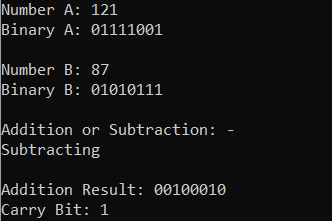 Number A: 121
Binary A: 01111001
Number B: 87
Binary B: 01010111
Addition or Subtraction: -
Subtracting
Addition Result: 00100010
Carry Bit: 1